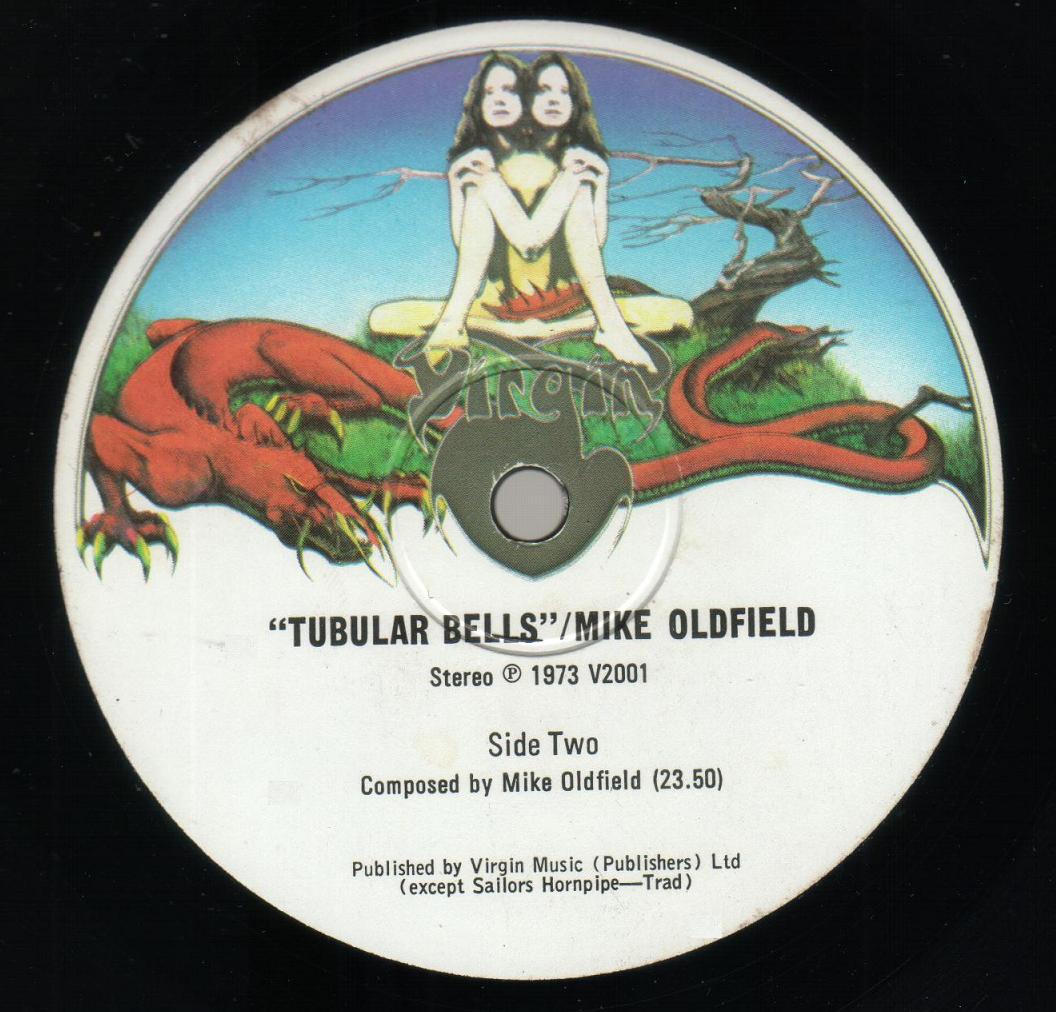 Virgin
“TUBULAR BELLS”/MIKE OLDFIELD
Stereo ℗ 1973 V2001
Side Two
Composed by Mike Oldfield (23.50)
Published by Virgin Music (Publishers) Ltd
(except Sailors Hornpipe—Trad)